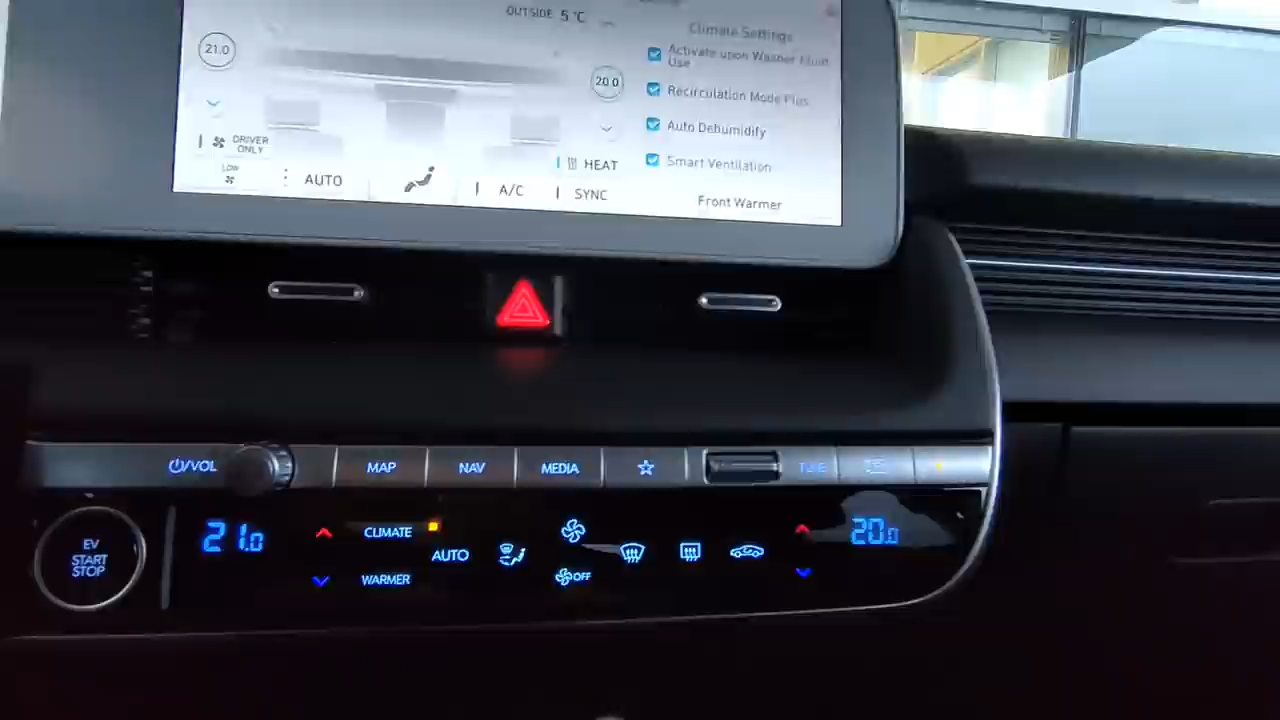 OUTSIDE 5 °C
Climate Settings
21.0
Activate upon Washer Fluid
Use
20.0
Recirculation Mode Plus
Auto Dehumidify
DRIVER
ONLY
HEAT
Smart Ventilation
LOW
AUTO
A/C
SYNC
Front Warmer
VOL
MAP
NAV
MEDIA
TUNE
EV
START
STOP
21.0
CLIMATE
AUTO
WARMER
OFF
20.0